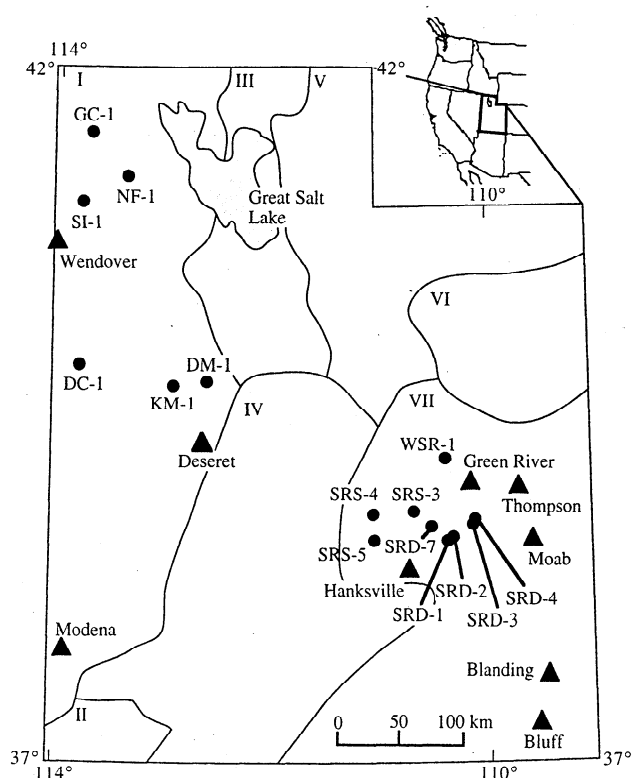 114°
42°
I
III
V
42°
GC-1
110°
NF-1
SI-1
Great Salt
Lake
Wendover
VI
DM-1
DC-1
KM-1
IV
VII
WSR-1
Deseret
Green River
SRS-4
SRS-3
Thompson
SRS-5
SRD-7
Moab
Hanksville
SRD-2
SRD-4
SRD-1
SRD-3
Modena
Blanding
II
0
50
100 km
Bluff
37°
114°
110°
37°